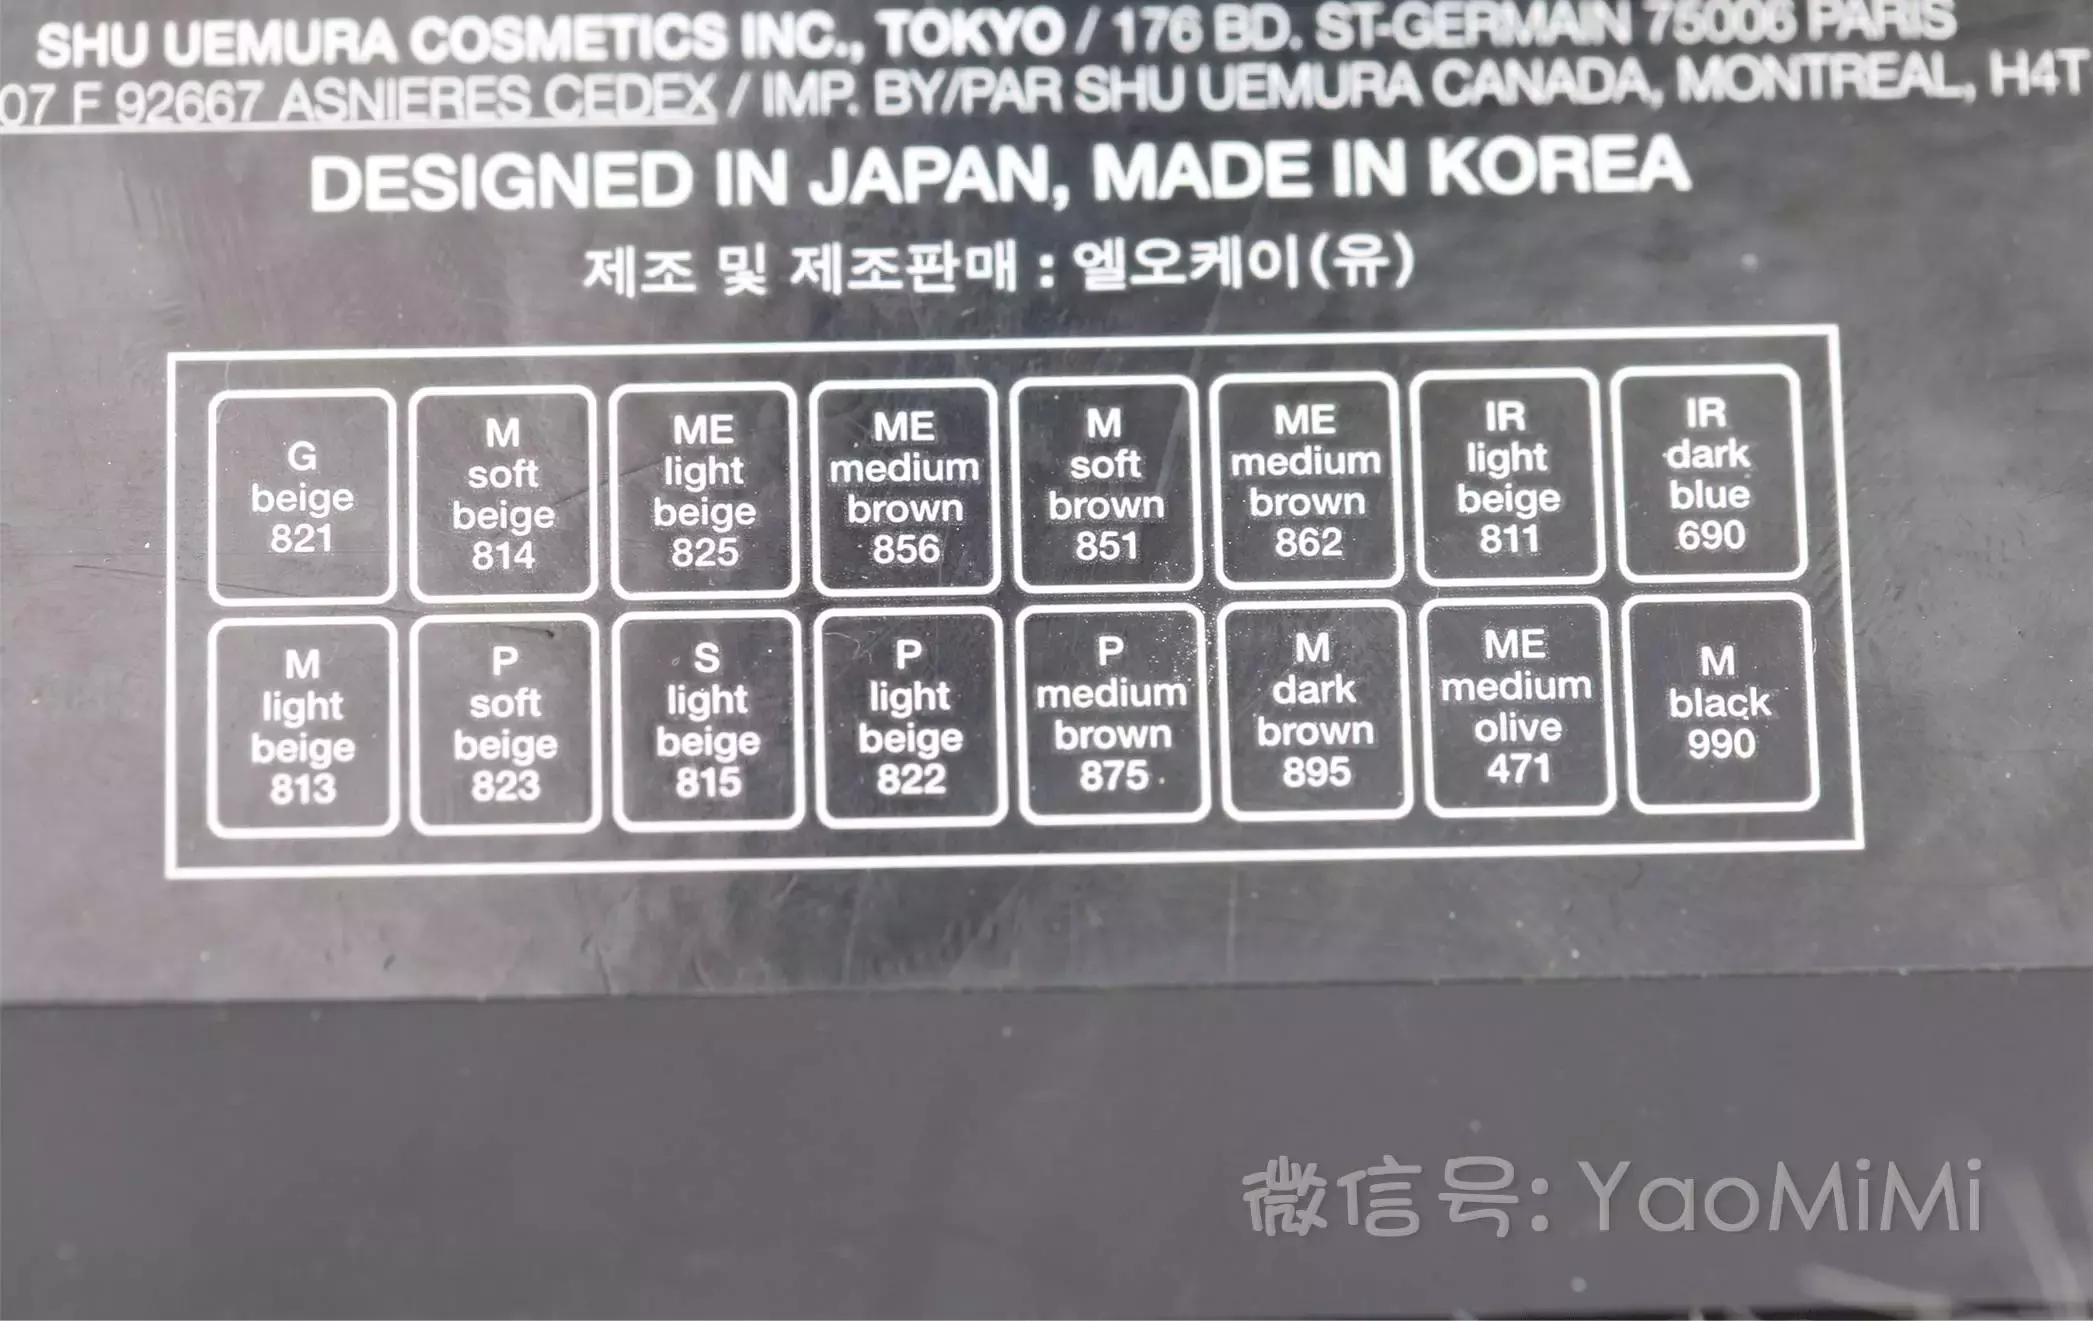 SHU UEMURA COSMETICS INC., TOKYO / 176 BD. ST-GERMAIN 75006 PARIS
07 F 92667 ASNIERES CEDEX / IMP. BY/PAR SHU UEMURA CANADA, MONTREAL, H4T
DESIGNED IN JAPAN, MADE IN KOREA
제조 및 제조판매 : 엘오케이(유)
G
beige
821
M
soft
beige
814
ME
light
beige
825
ME
medium
brown
856
M
soft
brown
851
ME
medium
brown
862
IR
light
beige
811
IR
dark
blue
690
M
light
beige
813
P
soft
beige
823
S
light
beige
815
P
light
beige
822
P
medium
brown
875
M
dark
brown
895
ME
medium
olive
471
M
black
990
微信号: YaoMiMi